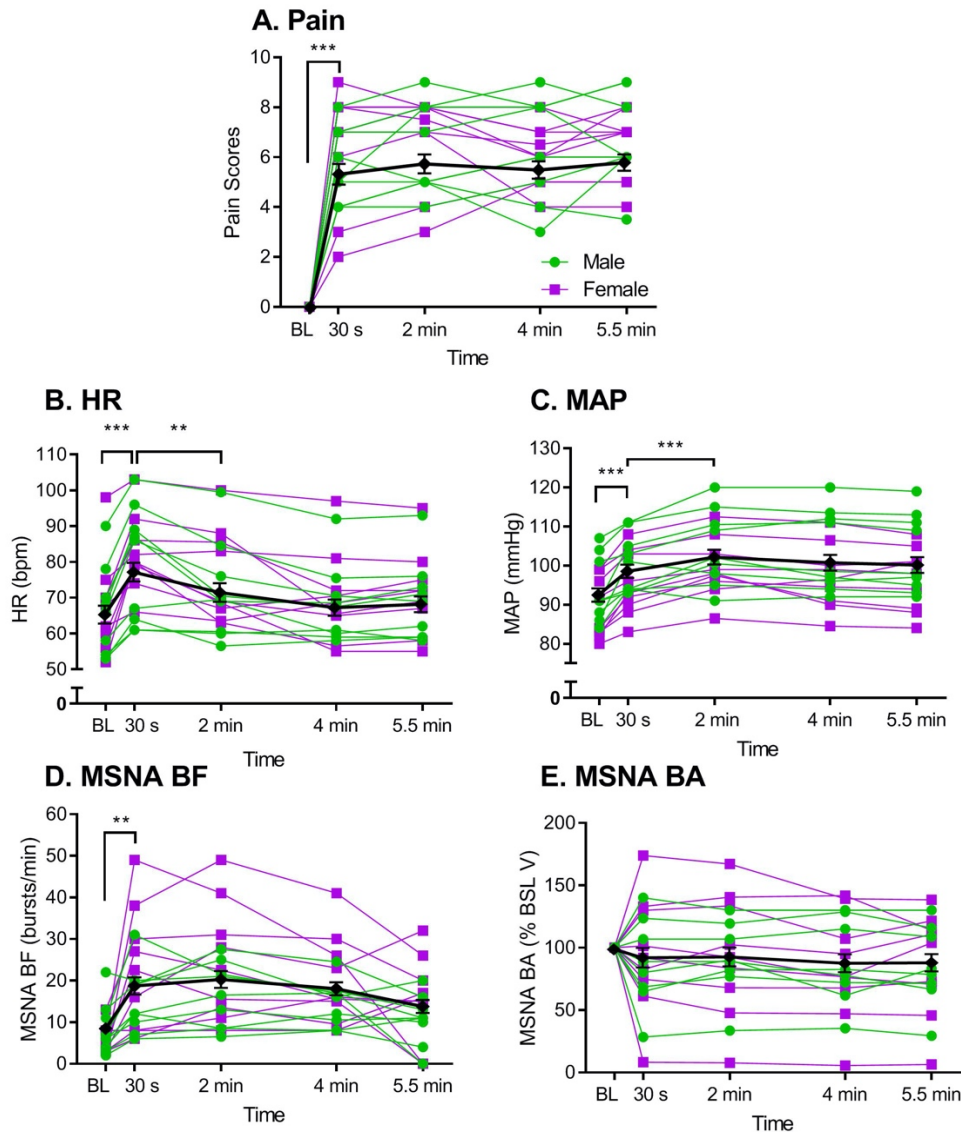 A. Pain
***
10
8
6
4
2
0
Pain Scores
Male
Female
BL 30 s 2 min 4 min 5.5 min
Time
B. HR
*** **
110
100
90
80
70
60
50
0
HR (bpm)
BL 30 s 2 min 4 min 5.5 min
Time
C. MAP
***
***
130
120
110
100
90
80
0
MAP (mmHg)
BL 30 s 2 min 4 min 5.5 min
Time
D. MSNA BF
**
60
50
40
30
20
10
0
MSNA BF (bursts/min)
BL 30 s 2 min 4 min 5.5 min
Time
E. MSNA BA
200
150
100
50
0
MSNA BA (% BSL V)
BL 30 s 2 min 4 min 5.5 min
Time